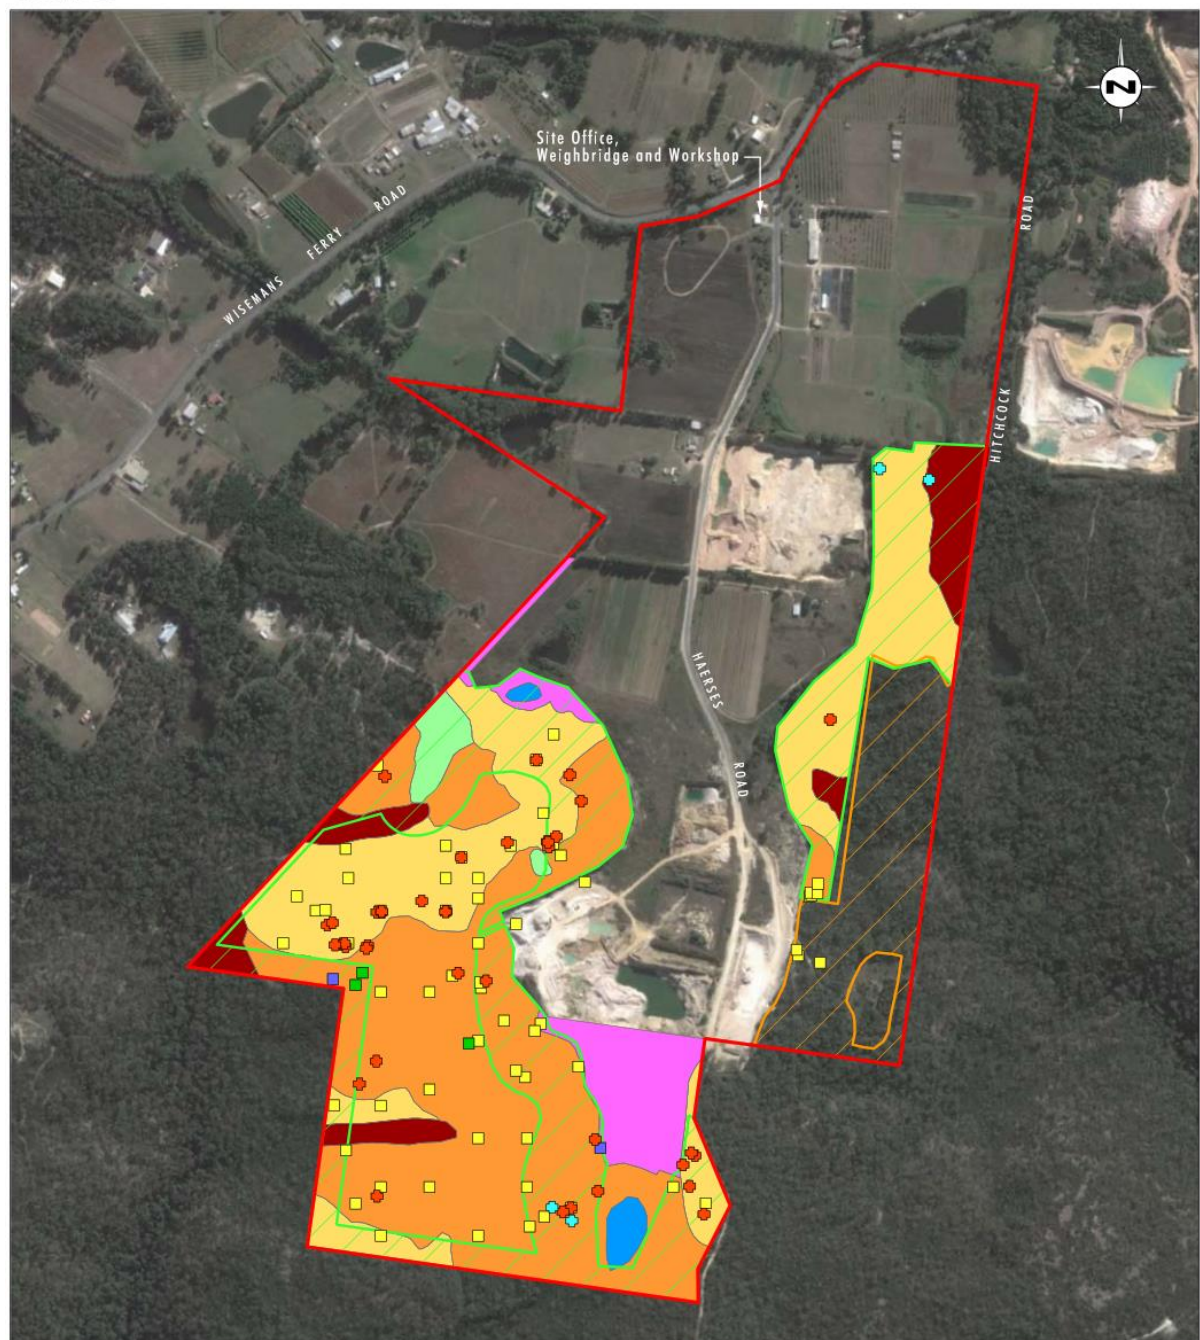 N
Site Office,
Weighbridge and Workshop
WISEMANS FERRY ROAD
ROAD
HITCHCOCK
HAERSES
ROAD